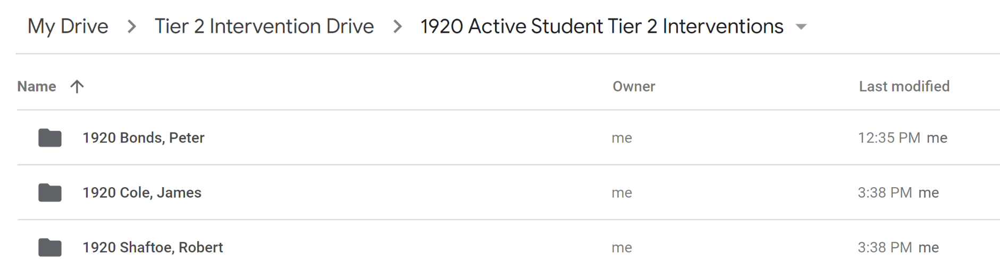 My Drive > Tier 2 Intervention Drive > 1920 Active Student Tier 2 Interventions
Name Owner Last modified
1920 Bonds, Peter me 12:35 PM me
1920 Cole, James me 3:38 PM me
1920 Shaftoe, Robert me 3:38 PM me